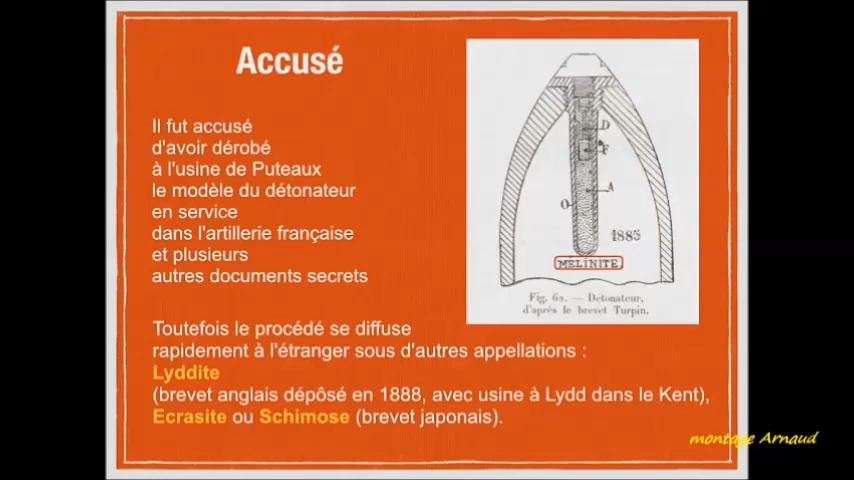 Accusé
Il fut accusé
d'avoir dérobé
à l'usine de Puteaux
le modèle du détonateur
en service
dans l'artillerie française
et plusieurs
autres documents secrets
D
F
A
O
1885
MELINITE
Fig. 62. — Détonateur,
d'après le brevet Turpin.
Toutefois le procédé se diffuse
rapidement à l'étranger sous d'autres appellations :
Lyddite
(brevet anglais dépôsé en 1888, avec usine à Lydd dans le Kent),
Ecrasite ou Schimose (brevet japonais).
montage Arnaud